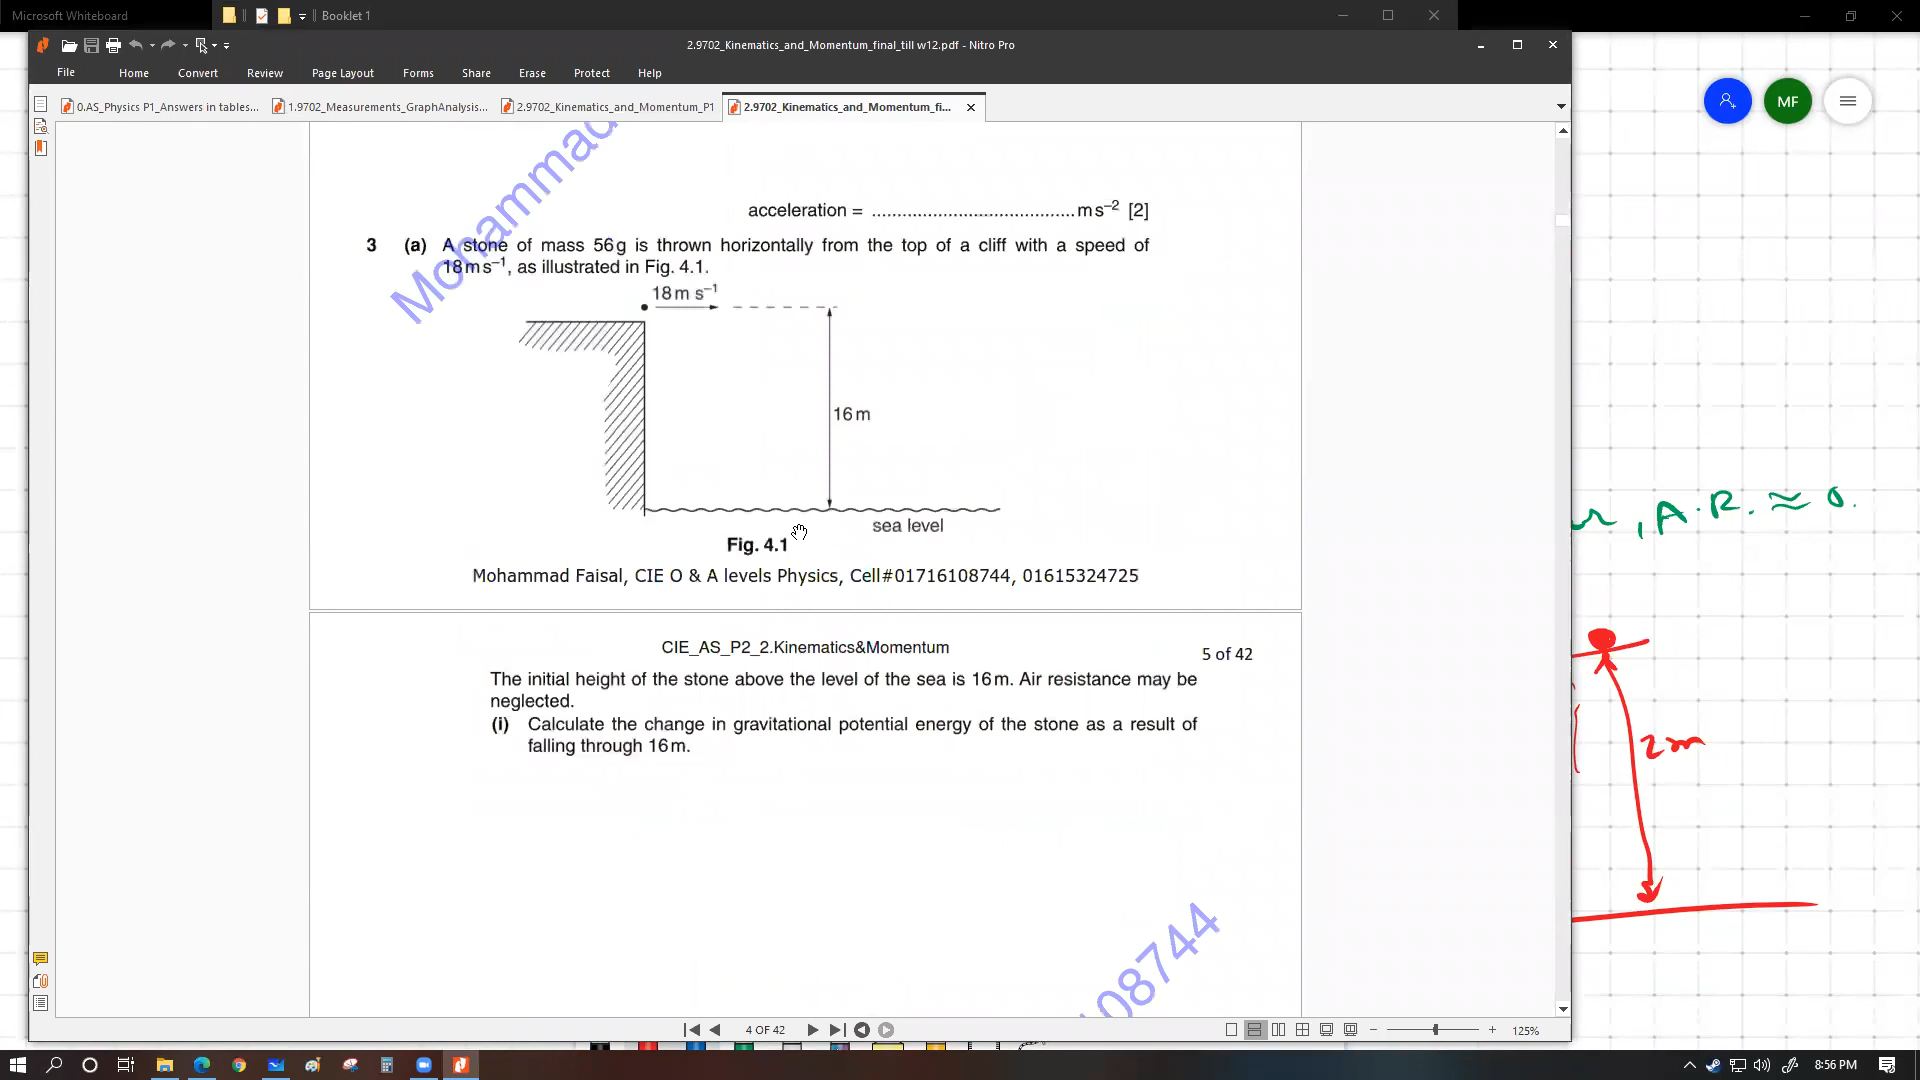 Microsoft Whiteboard
Booklet 1
2.9702_Kinematics_and_Momentum_final_till w12.pdf - Nitro Pro
File Home Convert Review Page Layout Forms Share Erase Protect Help
0.AS_Physics P1_Answers in tables... 1.9702_Measurements_GraphAnalysis... 2.9702_Kinematics_and_Momentum_P1 2.9702_Kinematics_and_Momentum_fi...
MF
Mohammad
acceleration = ........................................ m s⁻² [2]
3 (a) A stone of mass 56 g is thrown horizontally from the top of a cliff with a speed of
18 m s⁻¹, as illustrated in Fig. 4.1.
18 m s⁻¹
16 m
sea level
Fig. 4.1
Mohammad Faisal, CIE O & A levels Physics, Cell#01716108744, 01615324725
CIE_AS_P2_2.Kinematics&Momentum
5 of 42
The initial height of the stone above the level of the sea is 16 m. Air resistance may be
neglected.
(i) Calculate the change in gravitational potential energy of the stone as a result of
falling through 16 m.
, A.R. ≈ 0.
2m
08744
4 OF 42
125%
8:56 PM